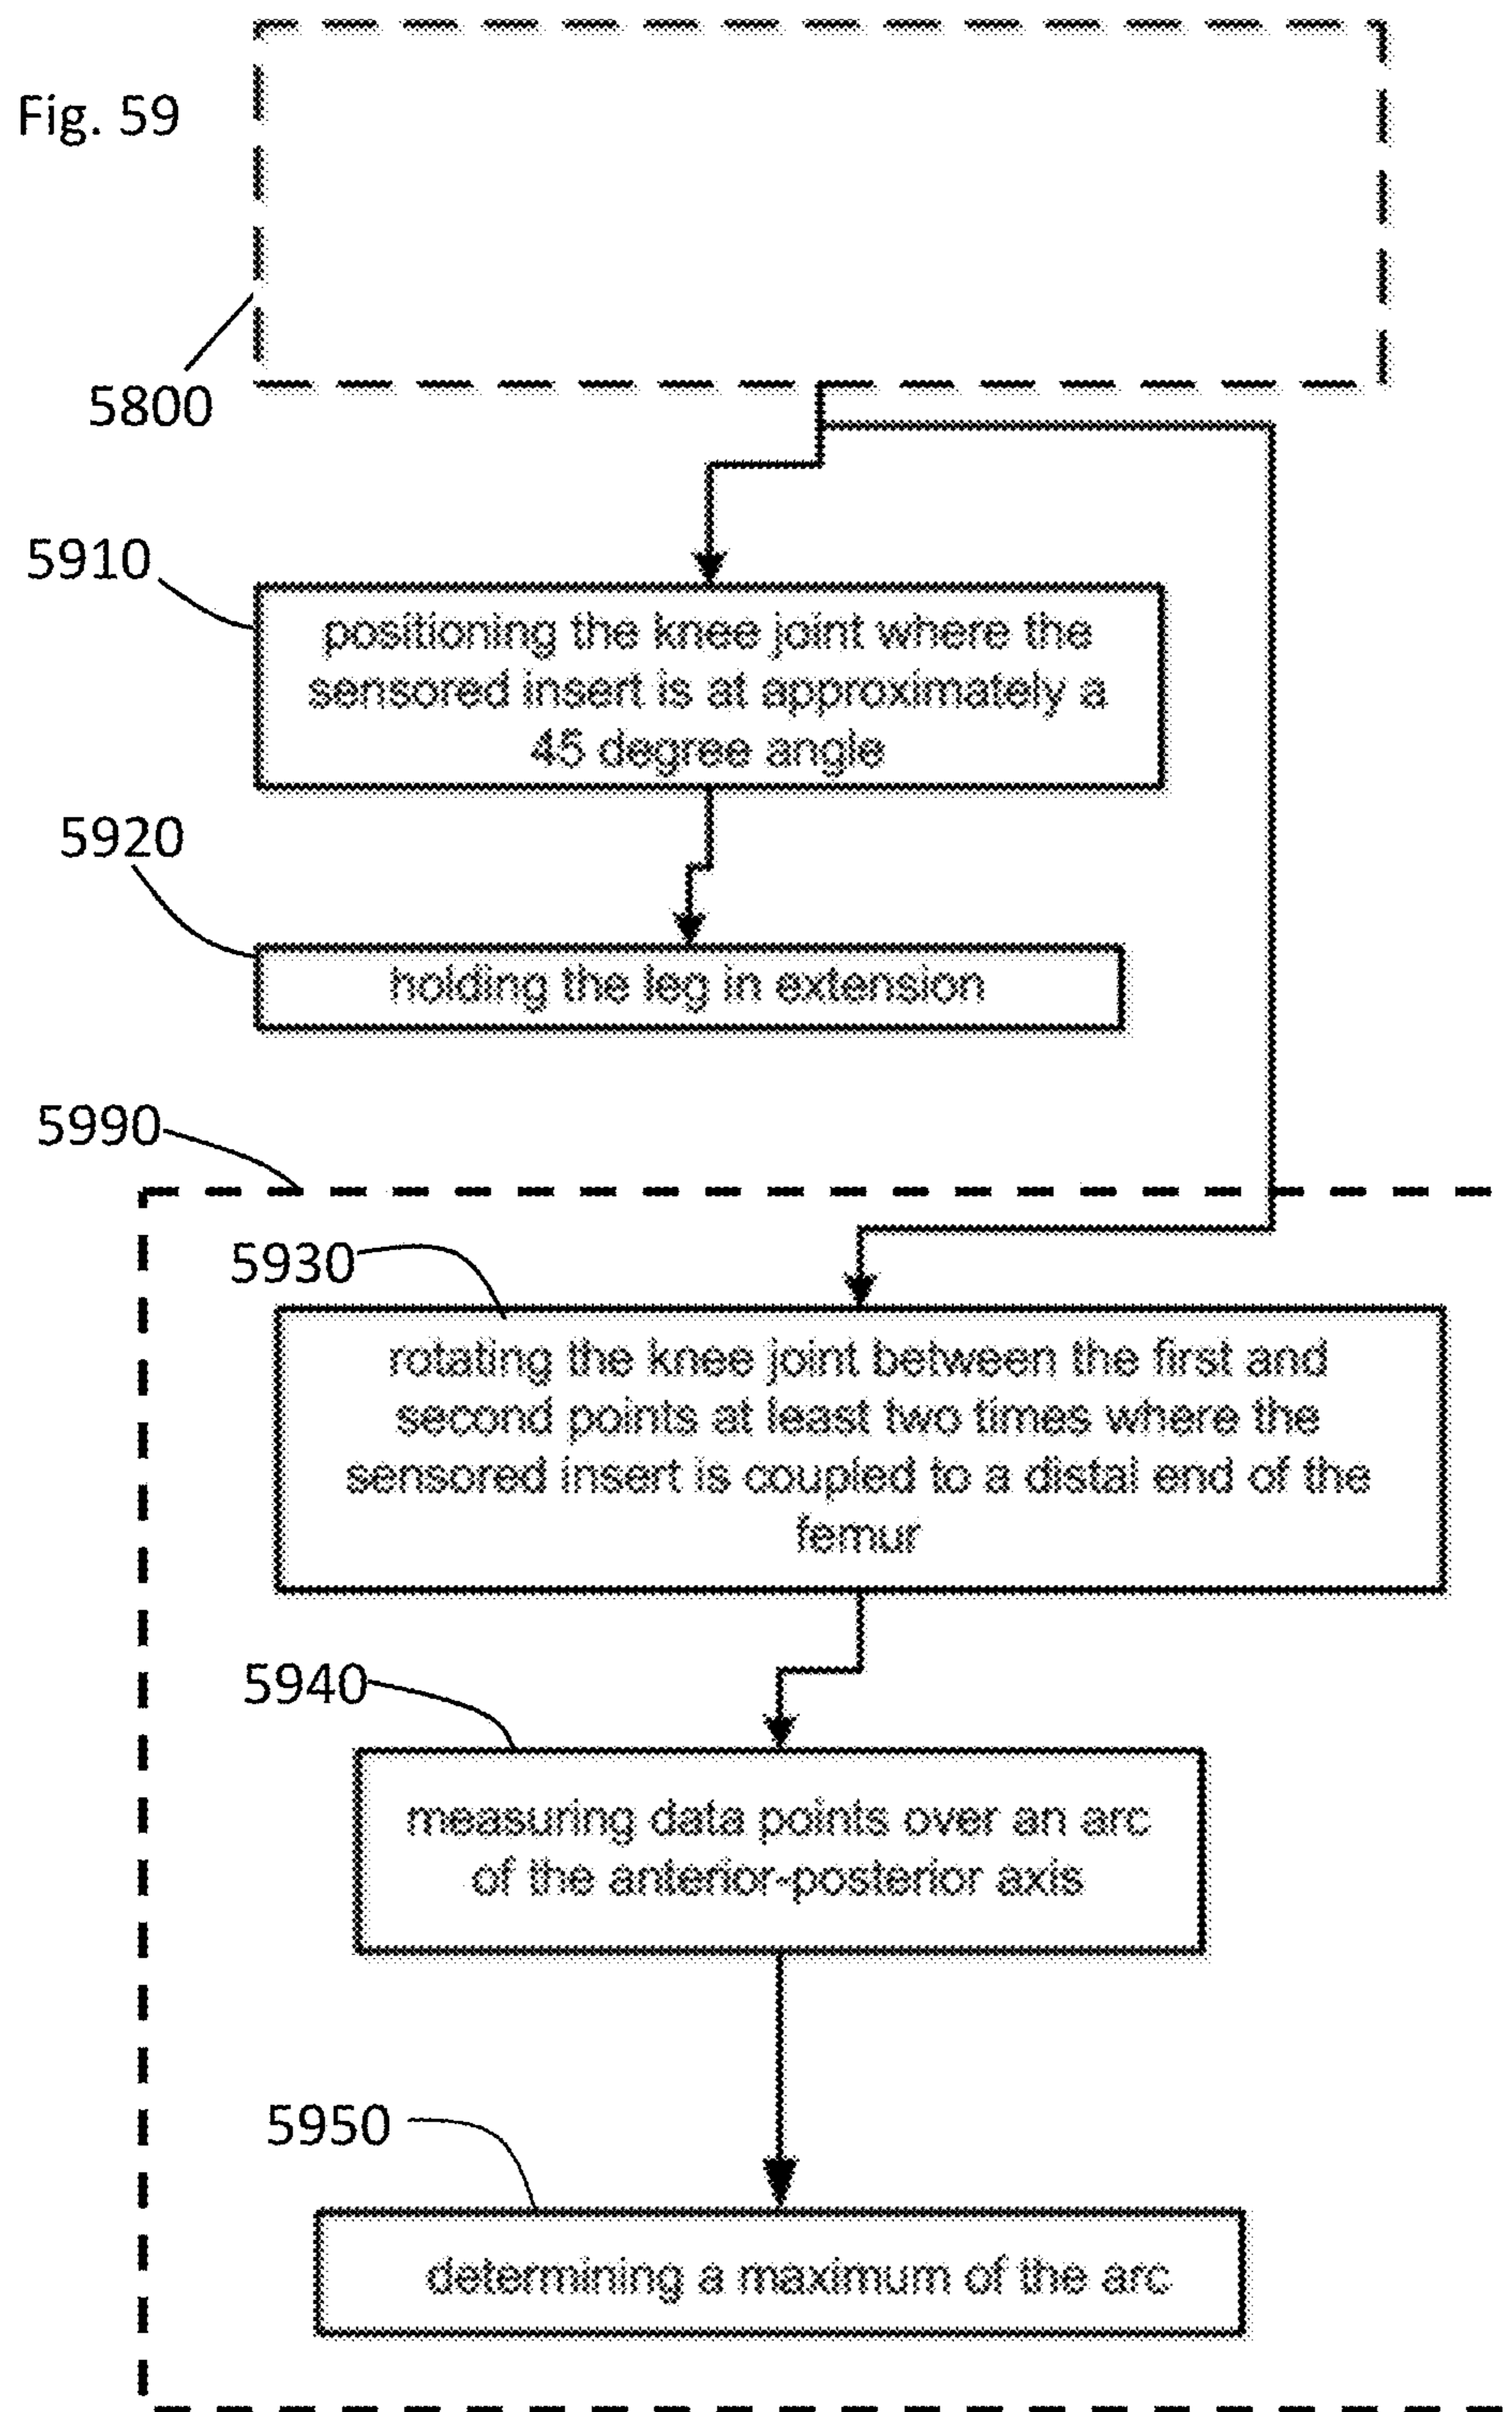 Fig. 59
5800
5910
positioning the knee joint where the
sensored insert is at approximately a
45 degree angle
5920
holding the leg in extension
5990
5930
rotating the knee joint between the first and
second points at least two times where the
sensored insert is coupled to a distal end of the
femur
5940
measuring data points over an arc
of the anterior-posterior axis
5950
determining a maximum of the arc